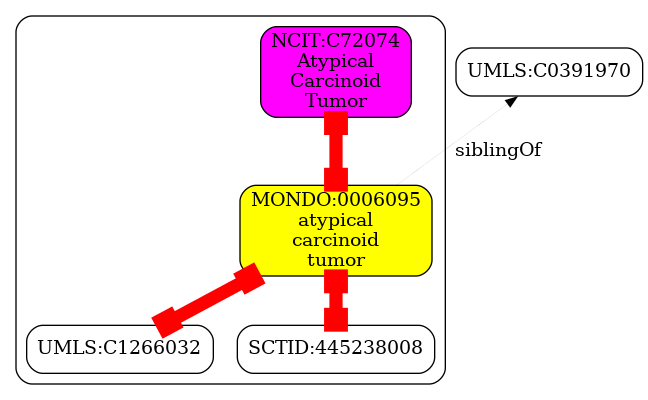 NCIT:C72074
Atypical
Carcinoid
Tumor
UMLS:C0391970
siblingOf
MONDO:0006095
atypical
carcinoid
tumor
UMLS:C1266032
SCTID:445238008